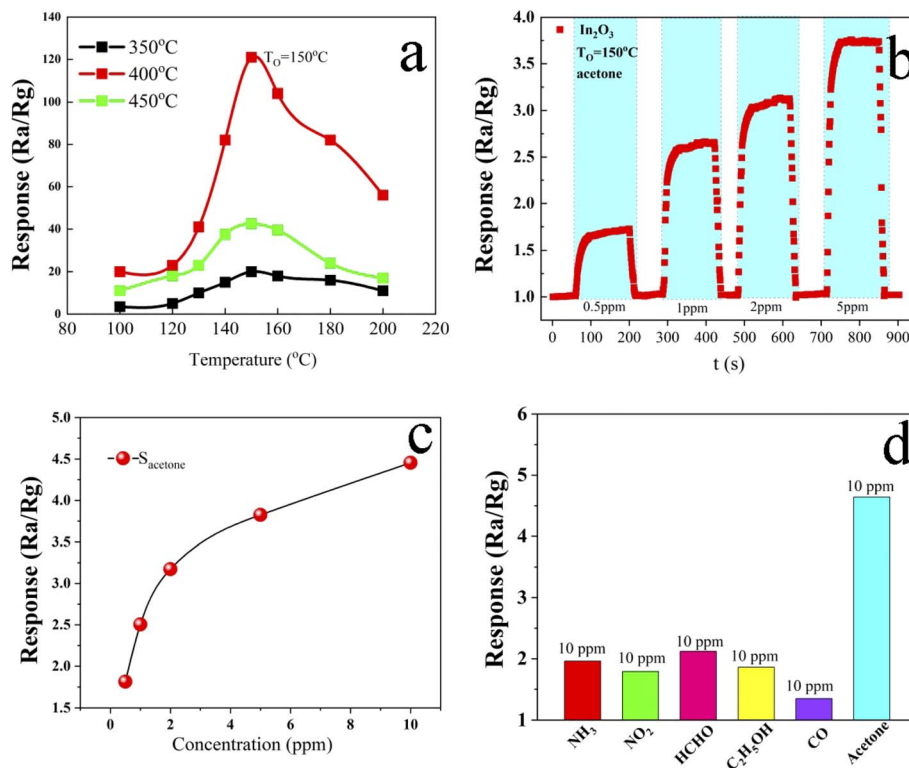 a
350°C
400°C
450°C
T₀=150°C
Response (Ra/Rg)
140
120
100
80
60
40
20
0
80 100 120 140 160 180 200 220
Temperature (°C)
b
In₂O₃
T₀=150°C
acetone
Response (Ra/Rg)
4.0
3.5
3.0
2.5
2.0
1.5
1.0
0.5ppm 1ppm 2ppm 5ppm
0 100 200 300 400 500 600 700 800 900
t (s)
c
Sacetone
Response (Ra/Rg)
5.0
4.5
4.0
3.5
3.0
2.5
2.0
1.5
0 2 4 6 8 10
Concentration (ppm)
d
Response (Ra/Rg)
6
5
4
3
2
1
10 ppm 10 ppm 10 ppm 10 ppm 10 ppm 10 ppm
NH₃ NO₂ HCHO C₂H₅OH CO Acetone